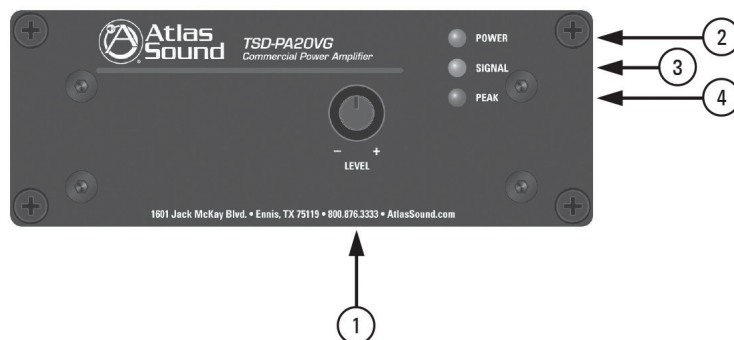 Atlas
Sound
TSD-PA20VG
Commercial Power Amplifier
POWER
SIGNAL
PEAK
- +
LEVEL
1601 Jack McKay Blvd. • Ennis, TX 75119 • 800.876.3333 • AtlasSound.com
2
3
4
1